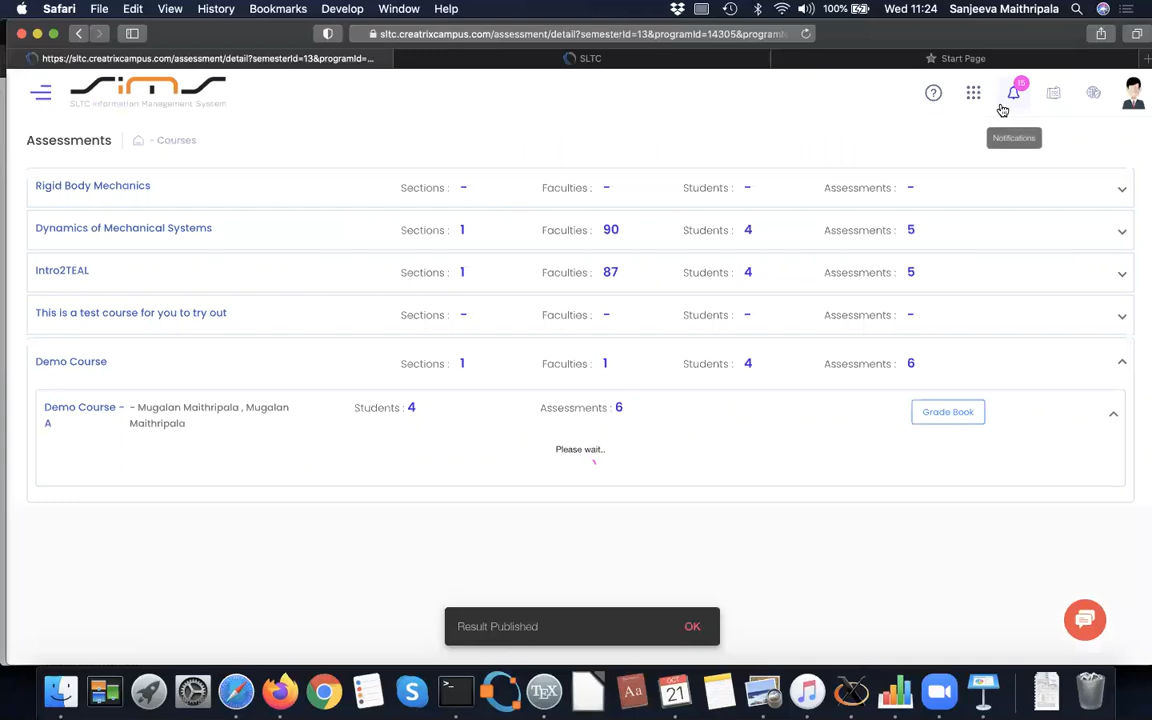 Safari File Edit View History Bookmarks Develop Window Help 100% Wed 11:24 Sanjeeva Maithripala
sltc.creatrixcampus.com/assessment/detail?semesterId=13&programId=14305&program
https://sltc.creatrixcampus.com/assessment/detail?semesterId=13&programId=... SLTC Start Page
SIMS
SLTC Information Management System
15
Notifications
Assessments - Courses
Rigid Body Mechanics Sections : - Faculties : - Students : - Assessments : -
Dynamics of Mechanical Systems Sections : 1 Faculties : 90 Students : 4 Assessments : 5
Intro2TEAL Sections : 1 Faculties : 87 Students : 4 Assessments : 5
This is a test course for you to try out Sections : - Faculties : - Students : - Assessments : -
Demo Course Sections : 1 Faculties : 1 Students : 4 Assessments : 6
Demo Course - - Mugalan Maithripala , Mugalan Students : 4 Assessments : 6 Grade Book
A Maithripala
Please wait..
Result Published OK
>_
TEX
Aa
21